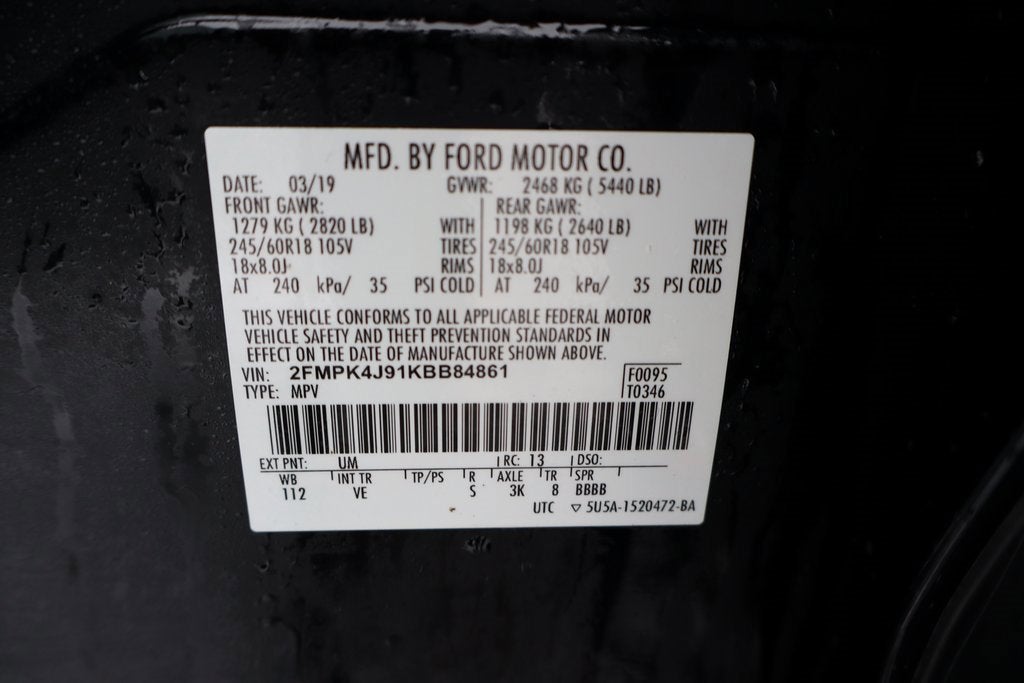 MFD. BY FORD MOTOR CO.
DATE: 03/19 GVWR: 2468 KG ( 5440 LB)
FRONT GAWR: REAR GAWR:
1279 KG ( 2820 LB) WITH 1198 KG ( 2640 LB) WITH
245/60R18 105V TIRES 245/60R18 105V TIRES
18x8.0J RIMS 18x8.0J RIMS
AT 240 kPa/ 35 PSI COLD AT 240 kPa/ 35 PSI COLD
THIS VEHICLE CONFORMS TO ALL APPLICABLE FEDERAL MOTOR
VEHICLE SAFETY AND THEFT PREVENTION STANDARDS IN
EFFECT ON THE DATE OF MANUFACTURE SHOWN ABOVE.
VIN: 2FMPK4J91KBB84861 F0095
TYPE: MPV T0346
EXT PNT: UM RC: 13 DSO:
WB INT TR TP/PS R AXLE TR SPR
112 VE S 3K 8 BBBB
UTC ▽ 5U5A-1520472-BA